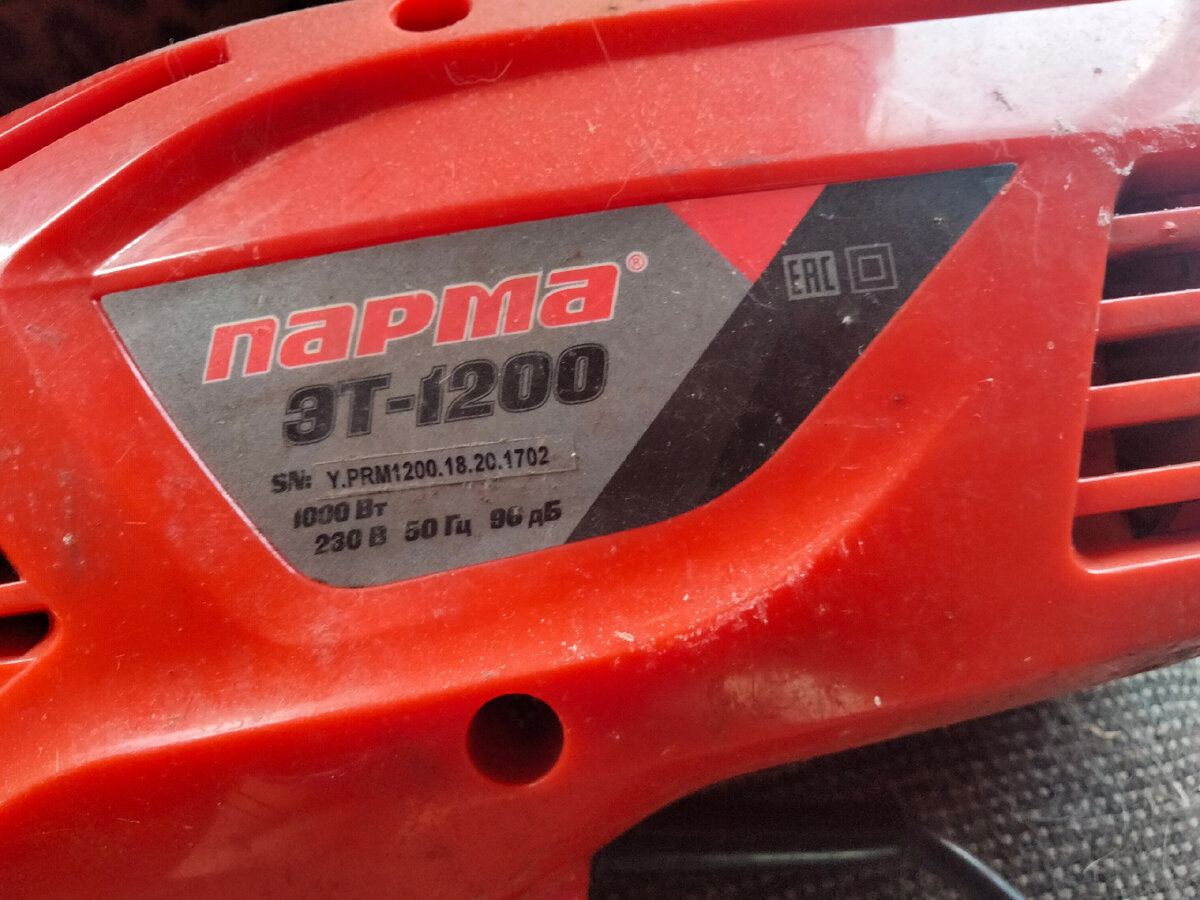 парма®
ЭТ-1200
EAC
SN: Y.PRM1200.18.20.1702
1000 Вт
230 В 50 Гц 96 дБ